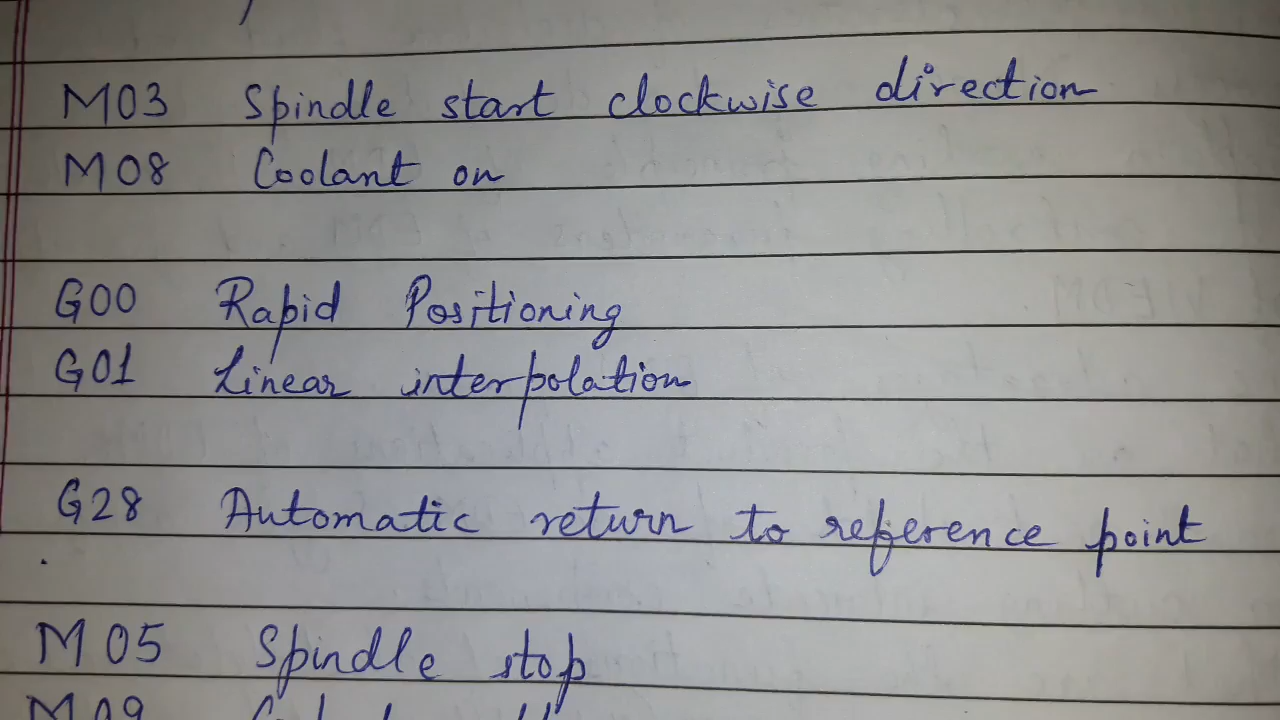 M03 Spindle start clockwise direction
M08 Coolant on
G00 Rapid Positioning
G01 Linear interpolation
G28 Automatic return to reference point
M05 Spindle stop
M09